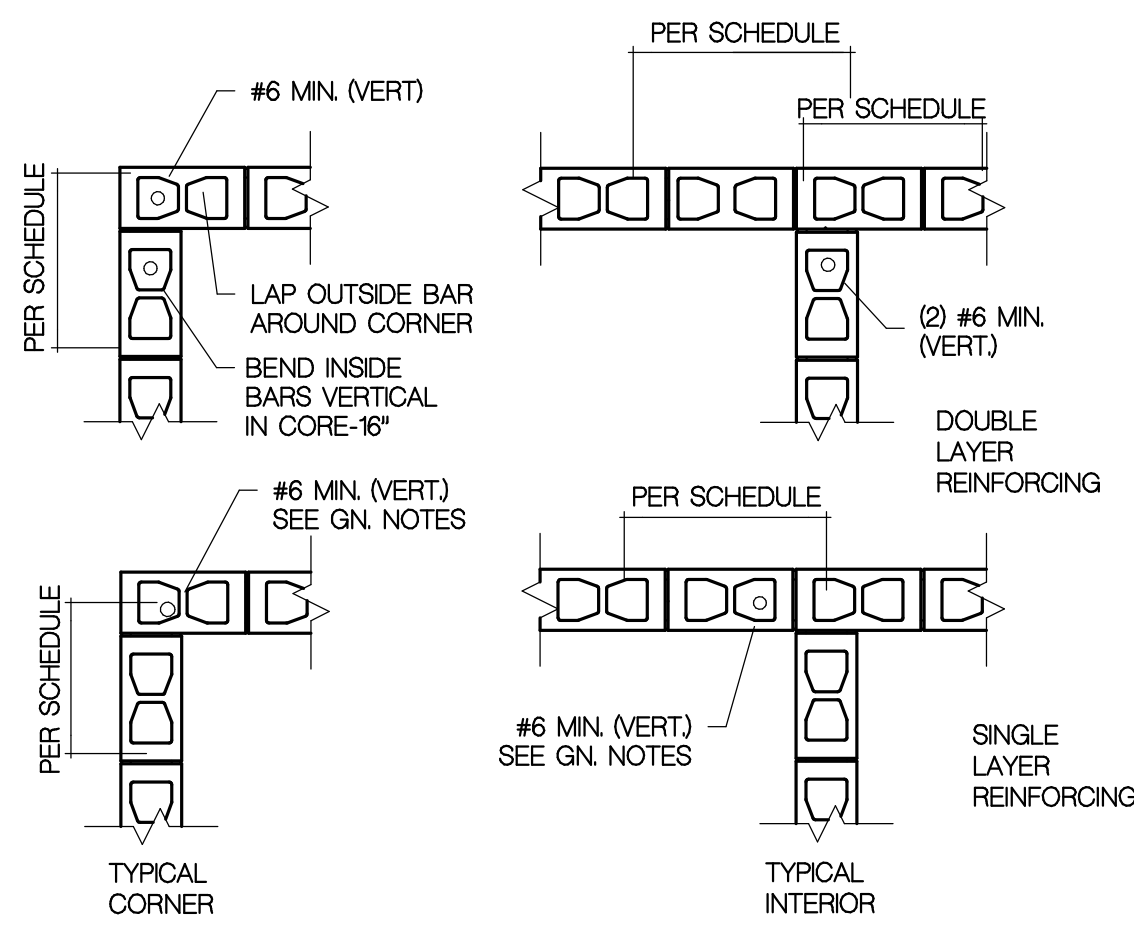 PER SCHEDULE
#6 MIN. (VERT)
PER SCHEDULE
PER SCHEDULE
LAP OUTSIDE BAR
AROUND CORNER
BEND INSIDE
BARS VERTICAL
IN CORE-16"
(2) #6 MIN.
(VERT.)
DOUBLE
LAYER
REINFORCING
#6 MIN. (VERT.)
SEE GN. NOTES
PER SCHEDULE
PER SCHEDULE
#6 MIN. (VERT.)
SEE GN. NOTES
SINGLE
LAYER
REINFORCING
TYPICAL
CORNER
TYPICAL
INTERIOR